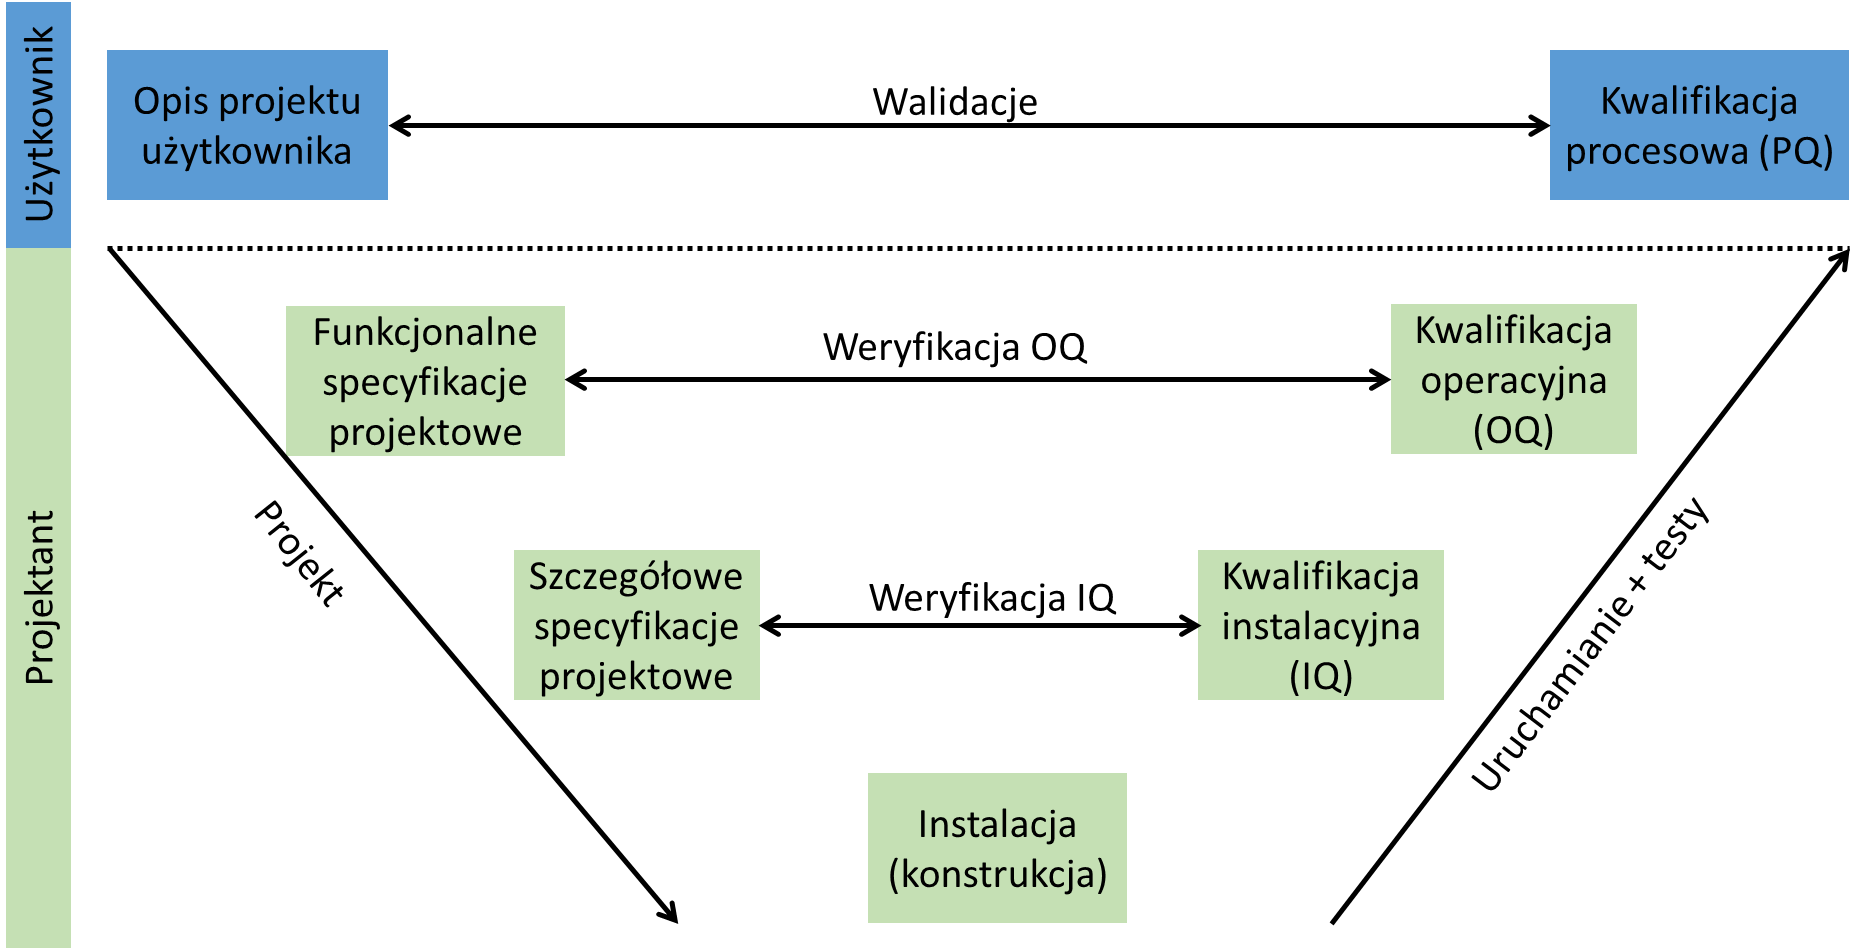 Użytkownik
Opis projektu
użytkownika
Walidacje
Kwalifikacja
procesowa (PQ)
Projektant
Funkcjonalne
specyfikacje
projektowe
Weryfikacja OQ
Kwalifikacja
operacyjna
(OQ)
Projekt
Szczegółowe
specyfikacje
projektowe
Weryfikacja IQ
Kwalifikacja
instalacyjna
(IQ)
Uruchamianie + testy
Instalacja
(konstrukcja)